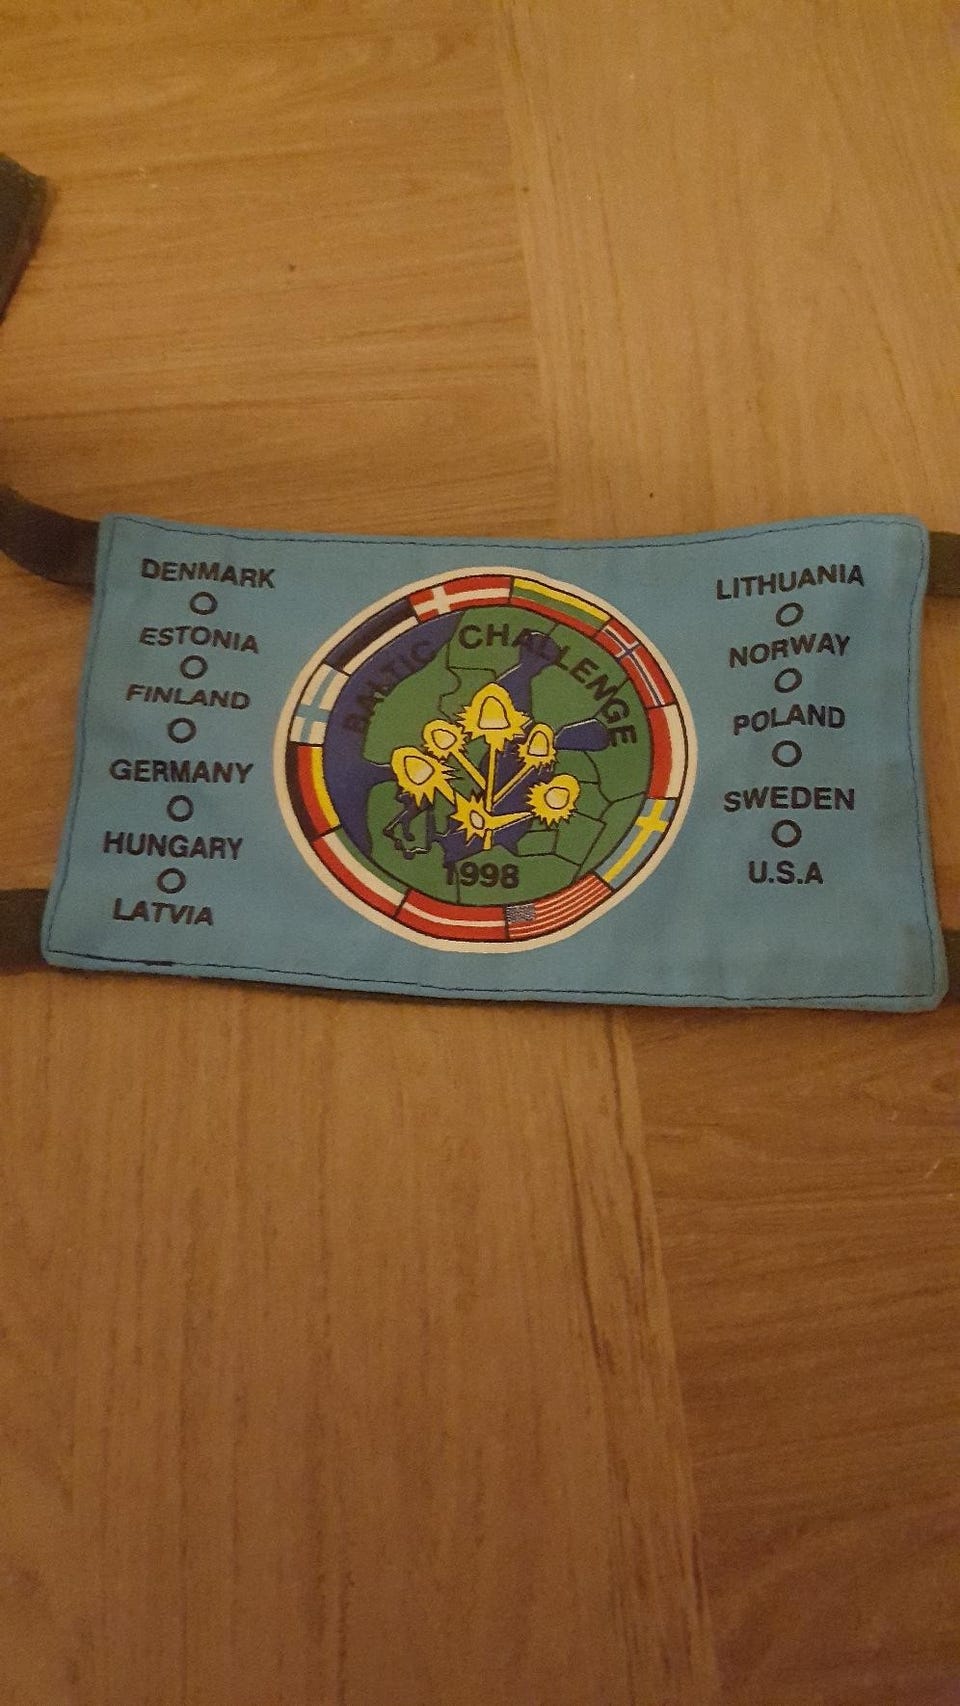 DENMARK
ESTONIA
FINLAND
GERMANY
HUNGARY
LATVIA
BALTIC CHALLENGE
1998
LITHUANIA
NORWAY
POLAND
SWEDEN
U.S.A